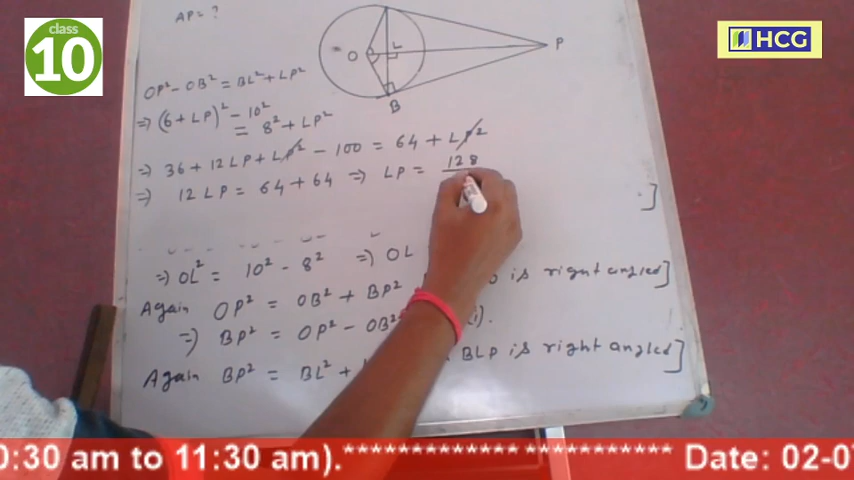 class
10
HCG
AP = ?
O
L
P
B
OP² - OB² = BL² + LP²
=> (6 + LP)² - 10²
= 8² + LP²
=> 36 + 12 LP + LP² - 100 = 64 + LP²
=> 12 LP = 64 + 64 => LP = 128
]
=> OL² = 10² - 8² => OL
Again OP² = OB² + BP² is right angled]
=> BP² = OP² - OB² (i).
Again BP² = BL² + BLP is right angled]
0:30 am to 11:30 am).*********************** Date: 02-0